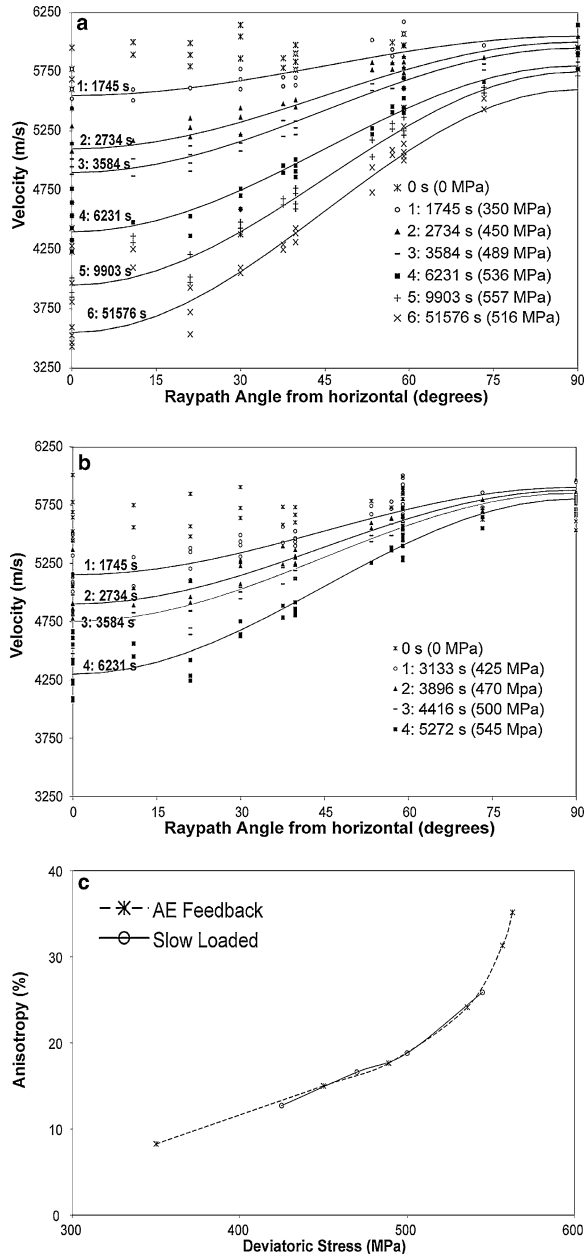 a
6250
5750
5250
4750
4250
3750
3250
Velocity (m/s)
1: 1745 s
2: 2734 s
3: 3584 s
4: 6231 s
5: 9903 s
6: 51576 s
0 s (0 MPa)
1: 1745 s (350 MPa)
2: 2734 s (450 MPa)
3: 3584 s (489 MPa)
4: 6231 s (536 MPa)
5: 9903 s (557 MPa)
6: 51576 s (516 MPa)
0 15 30 45 60 75 90
Raypath Angle from horizontal (degrees)
b
6250
5750
5250
4750
4250
3750
3250
Velocity (m/s)
1: 1745 s
2: 2734 s
3: 3584 s
4: 6231 s
0 s (0 MPa)
1: 3133 s (425 MPa)
2: 3896 s (470 Mpa)
3: 4416 s (500 MPa)
4: 5272 s (545 Mpa)
0 15 30 45 60 75 90
Raypath Angle from horizontal (degrees)
c
40
30
20
10
0
Anisotropy (%)
AE Feedback
Slow Loaded
300 400 500 600
Deviatoric Stress (MPa)